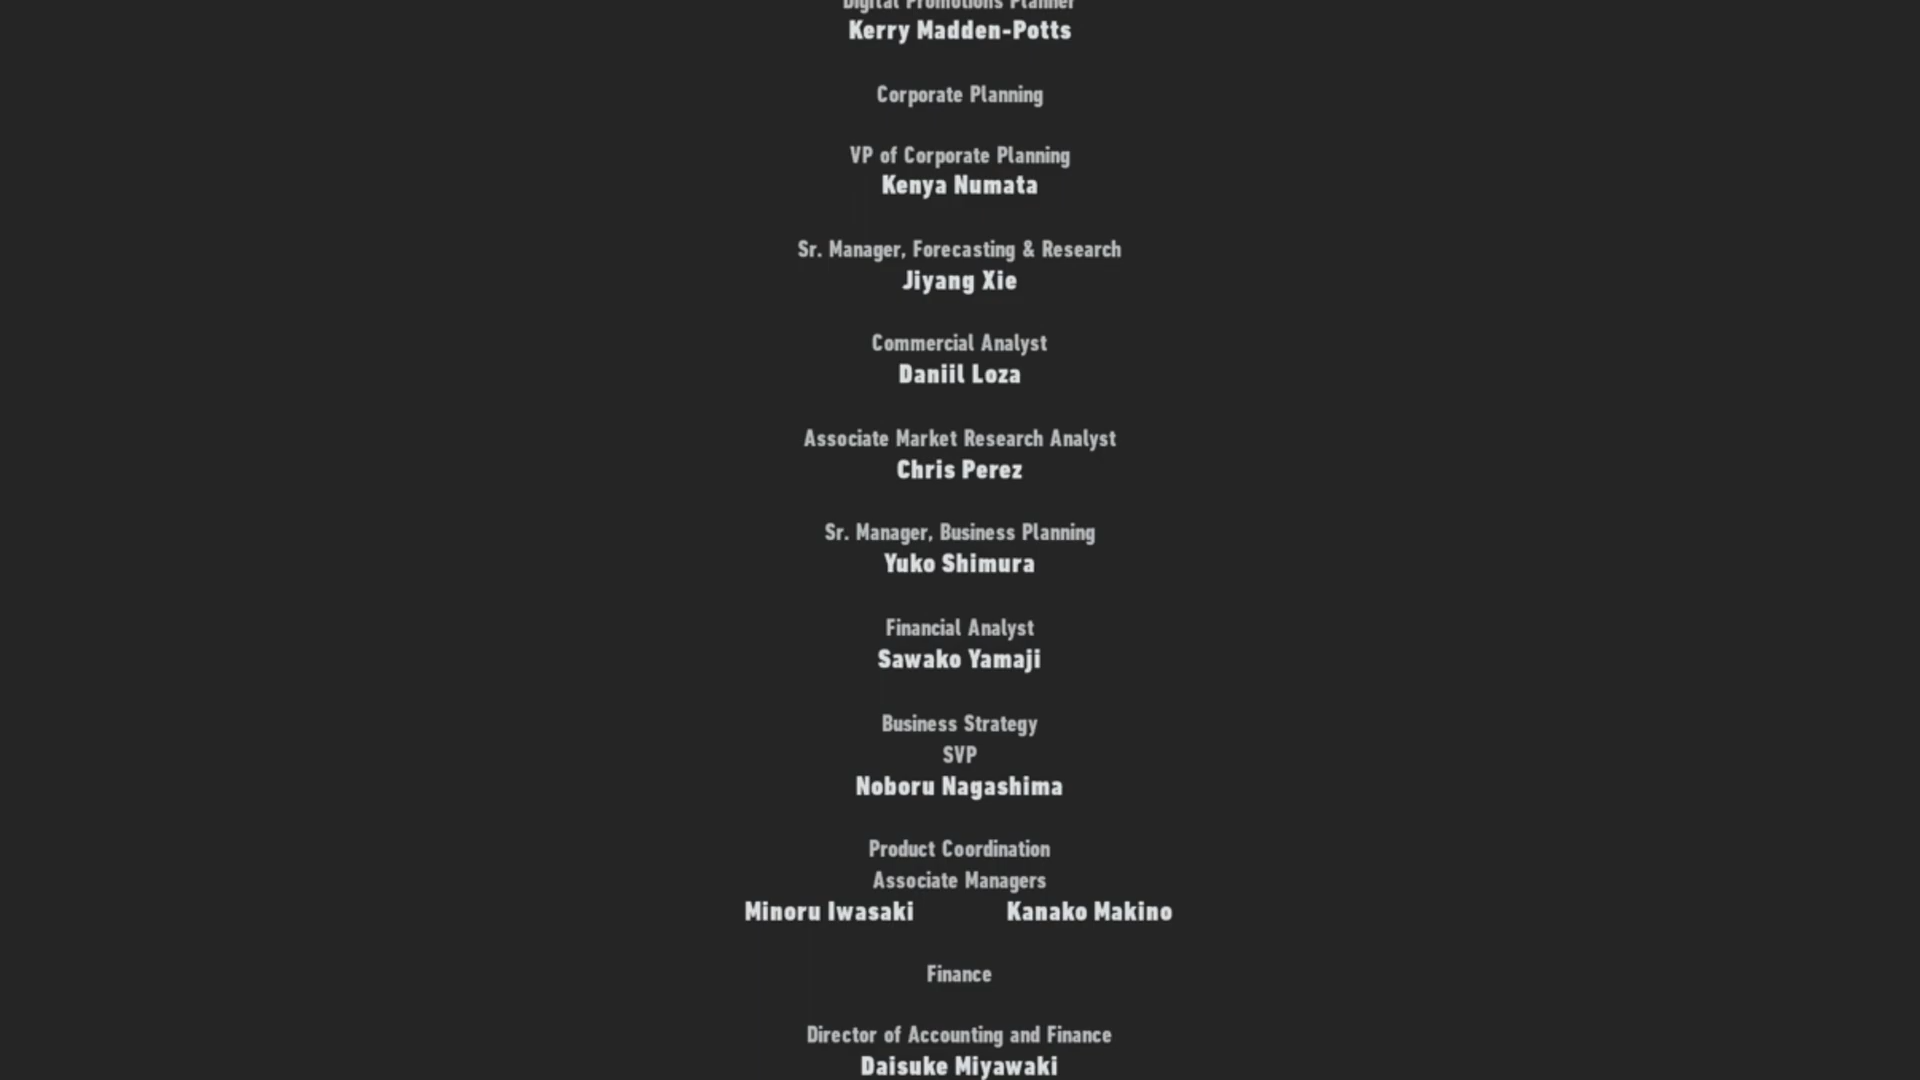 Digital Promotions Planner
Kerry Madden-Potts
Corporate Planning
VP of Corporate Planning
Kenya Numata
Sr. Manager, Forecasting & Research
Jiyang Xie
Commercial Analyst
Daniil Loza
Associate Market Research Analyst
Chris Perez
Sr. Manager, Business Planning
Yuko Shimura
Financial Analyst
Sawako Yamaji
Business Strategy
SVP
Noboru Nagashima
Product Coordination
Associate Managers
Minoru Iwasaki Kanako Makino
Finance
Director of Accounting and Finance
Daisuke Miyawaki